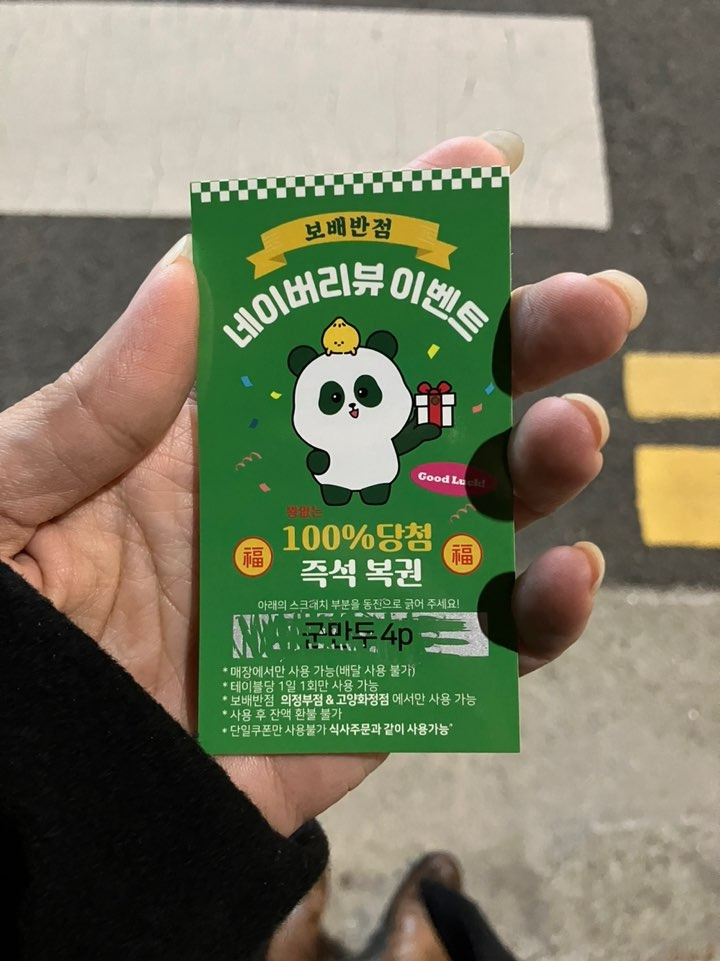 보배반점
네이버리뷰 이벤트
Good Luck!
꽝없는
100%당첨
福 福
즉석 복권
아래의 스크래치 부분을 동전으로 긁어 주세요!
군만두 4p
* 매장에서만 사용 가능(배달 사용 불가)
* 테이블당 1일 1회만 사용 가능
* 보배반점 의정부점 & 고양화정점 에서만 사용 가능
* 사용 후 잔액 환불 불가
* 단일쿠폰만 사용불가 식사주문과 같이 사용가능"